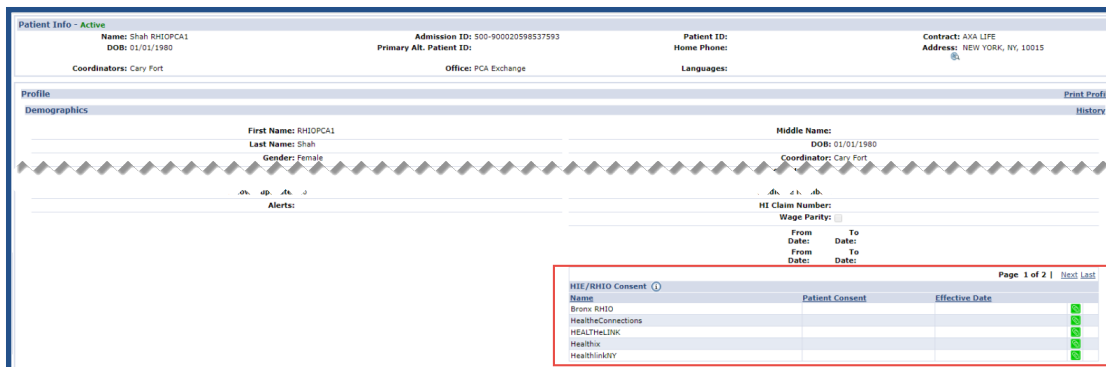 Patient Info - Active
Name: Shah RHIOPCA1 Admission ID: 500-900020598537593 Patient ID: Contract: AXA LIFE
DOB: 01/01/1980 Primary Alt. Patient ID: Home Phone: Address: NEW YORK, NY, 10015
Coordinators: Cary Fort Office: PCA Exchange Languages:
Profile Print Profi
Demographics History
First Name: RHIOPCA1 Middle Name:
Last Name: Shah DOB: 01/01/1980
Gender: Female Coordinator: Cary Fort
Alerts: HI Claim Number:
Wage Parity:
From To
Date: Date:
From To
Date: Date:
Page 1 of 2 | Next Last
HIE/RHIO Consent
Name Patient Consent Effective Date
Bronx RHIO
HealtheConnections
HEALTHeLINK
Healthix
HealthlinkNY